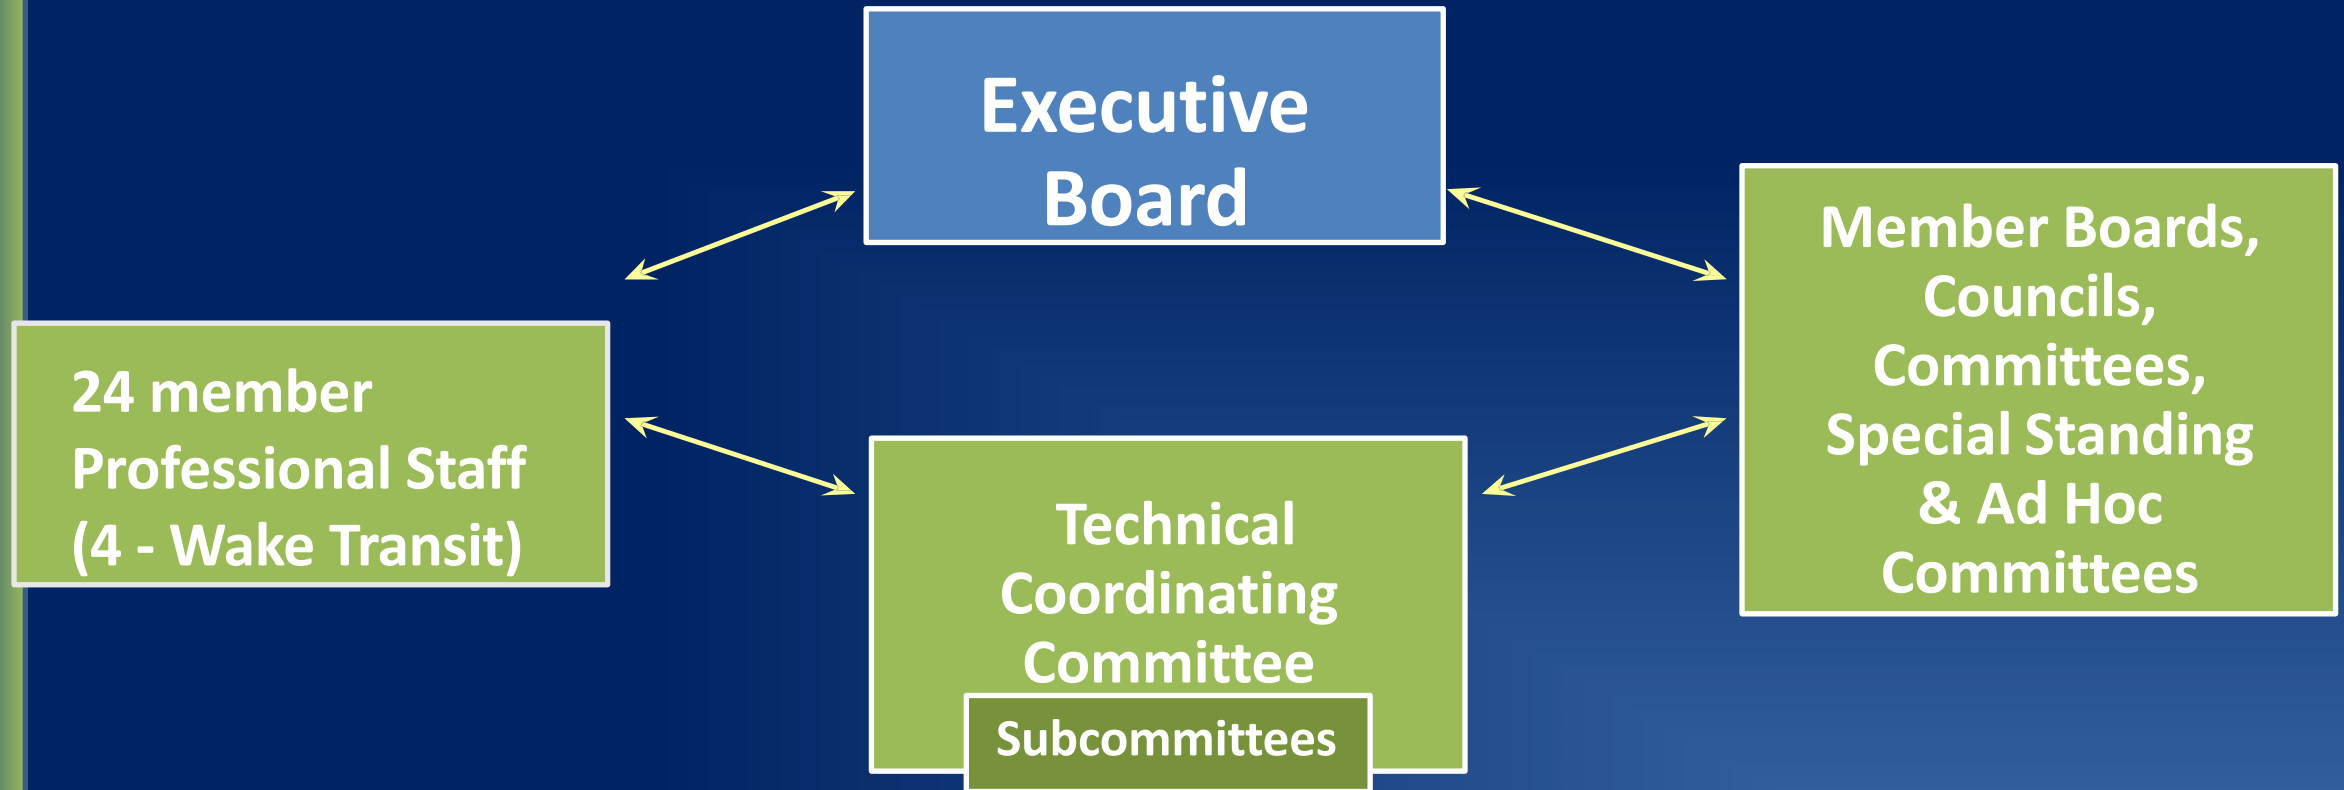 Executive
Board
24 member
Professional Staff
(4 - Wake Transit)
Technical
Coordinating
Committee
Subcommittees
Member Boards,
Councils,
Committees,
Special Standing
& Ad Hoc
Committees